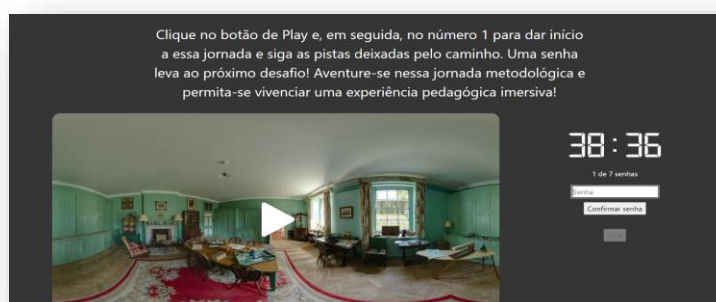 Clique no botão de Play e, em seguida, no número 1 para dar início
a essa jornada e siga as pistas deixadas pelo caminho. Uma senha
leva ao próximo desafio! Aventure-se nessa jornada metodológica e
permita-se vivenciar uma experiência pedagógica imersiva!
38:36
1 de 7 senhas
Senha
Confirmar senha